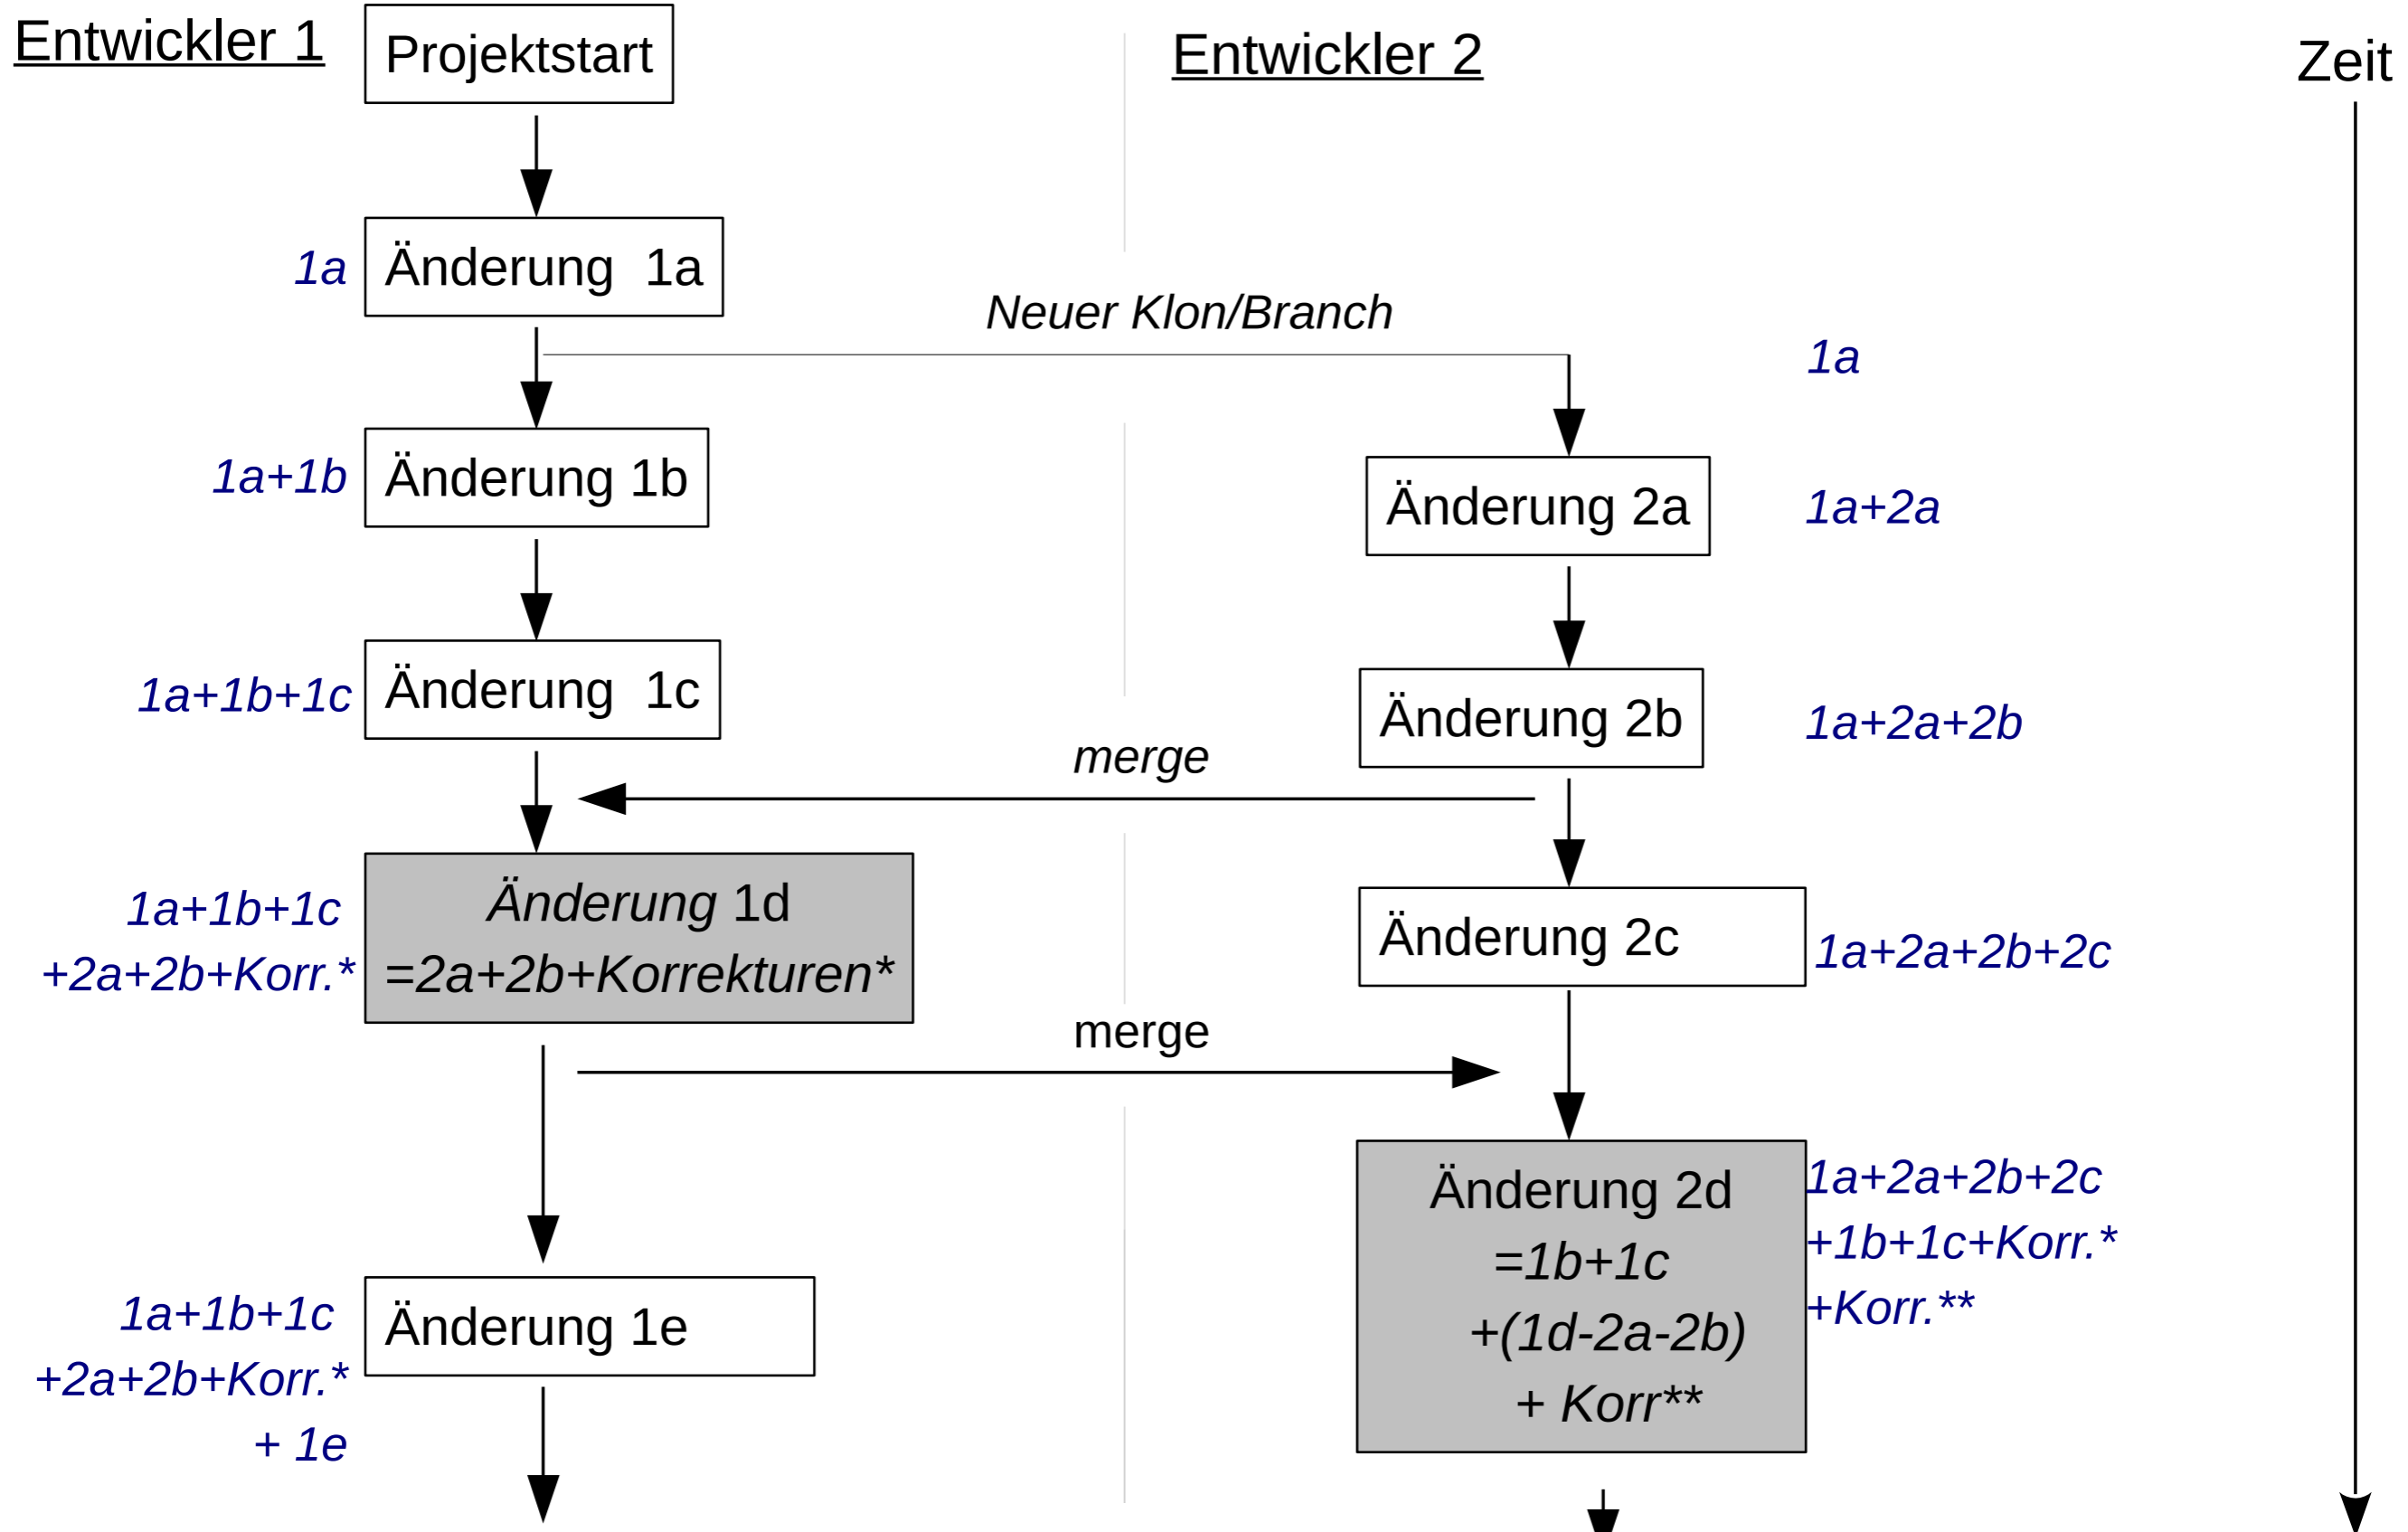 Entwickler 1
Projektstart
Entwickler 2
Zeit
1a
Änderung  1a
Neuer Klon/Branch
1a
1a+1b
Änderung 1b
Änderung 2a
1a+2a
1a+1b+1c
Änderung  1c
Änderung 2b
1a+2a+2b
merge
1a+1b+1c
+2a+2b+Korr.*
Änderung 1d
=2a+2b+Korrekturen*
Änderung 2c
1a+2a+2b+2c
merge
Änderung 2d
=1b+1c
+(1d-2a-2b)
+ Korr**
1a+2a+2b+2c
+1b+1c+Korr.*
+Korr.**
1a+1b+1c
+2a+2b+Korr.*
+ 1e
Änderung 1e